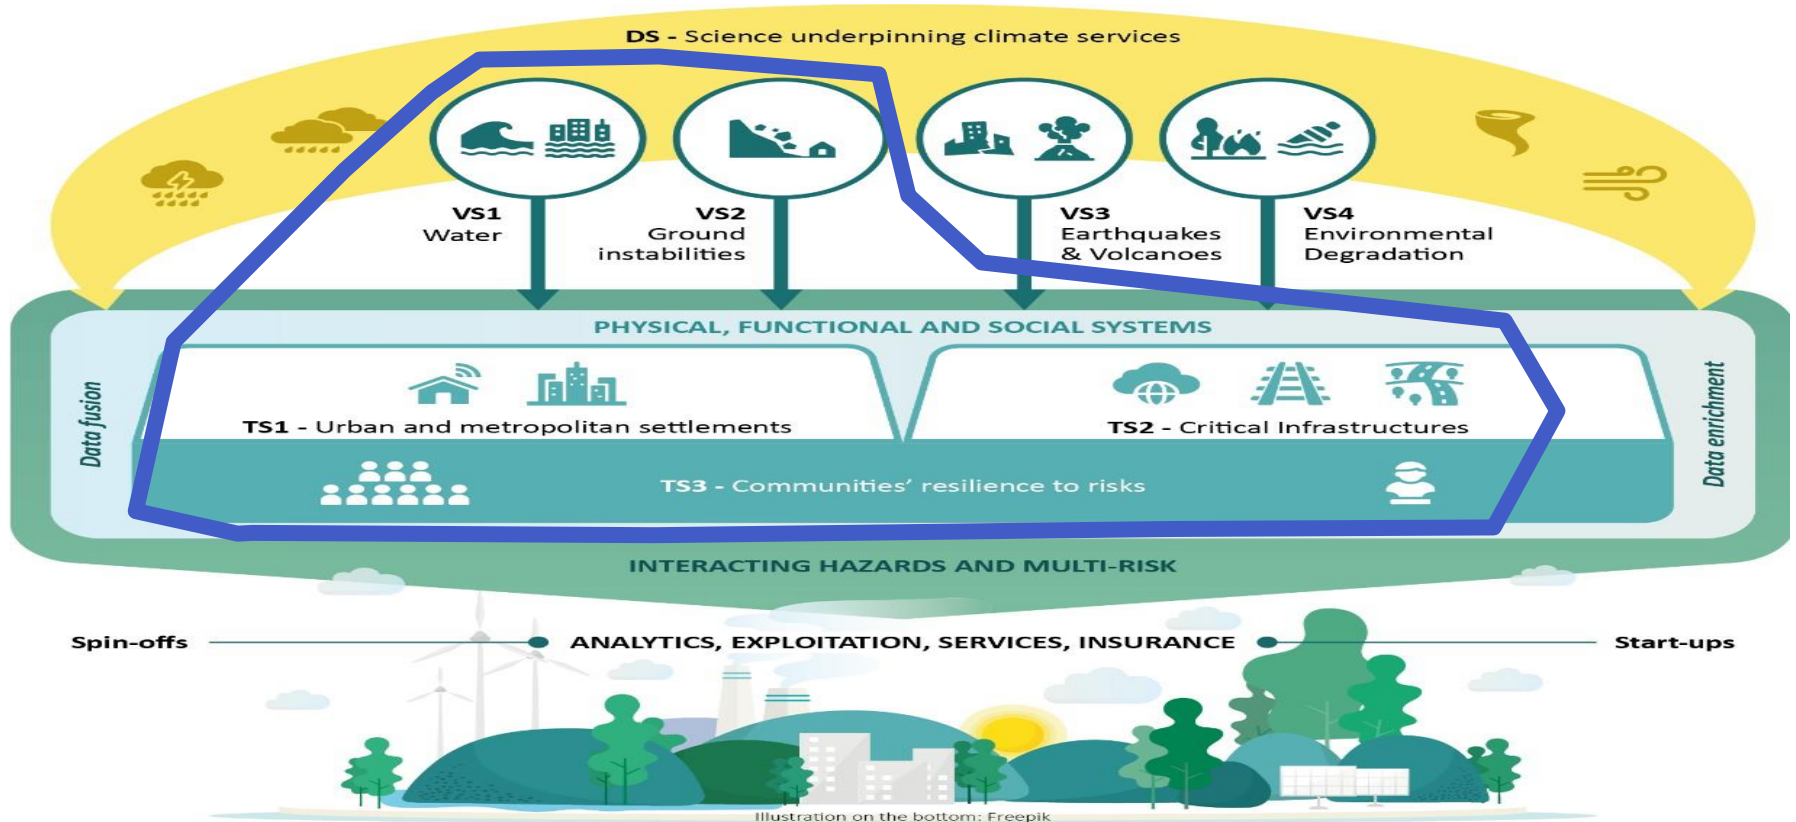 DS - Science underpinning climate services
VS1
Water
VS2
Ground
instabilities
VS3
Earthquakes
& Volcanoes
VS4
Environmental
Degradation
PHYSICAL, FUNCTIONAL AND SOCIAL SYSTEMS
Data fusion
TS1 - Urban and metropolitan settlements
TS2 - Critical Infrastructures
Data enrichment
TS3 - Communities’ resilience to risks
INTERACTING HAZARDS AND MULTI-RISK
Spin-offs
ANALYTICS, EXPLOITATION, SERVICES, INSURANCE
Start-ups
Illustration on the bottom: Freepik